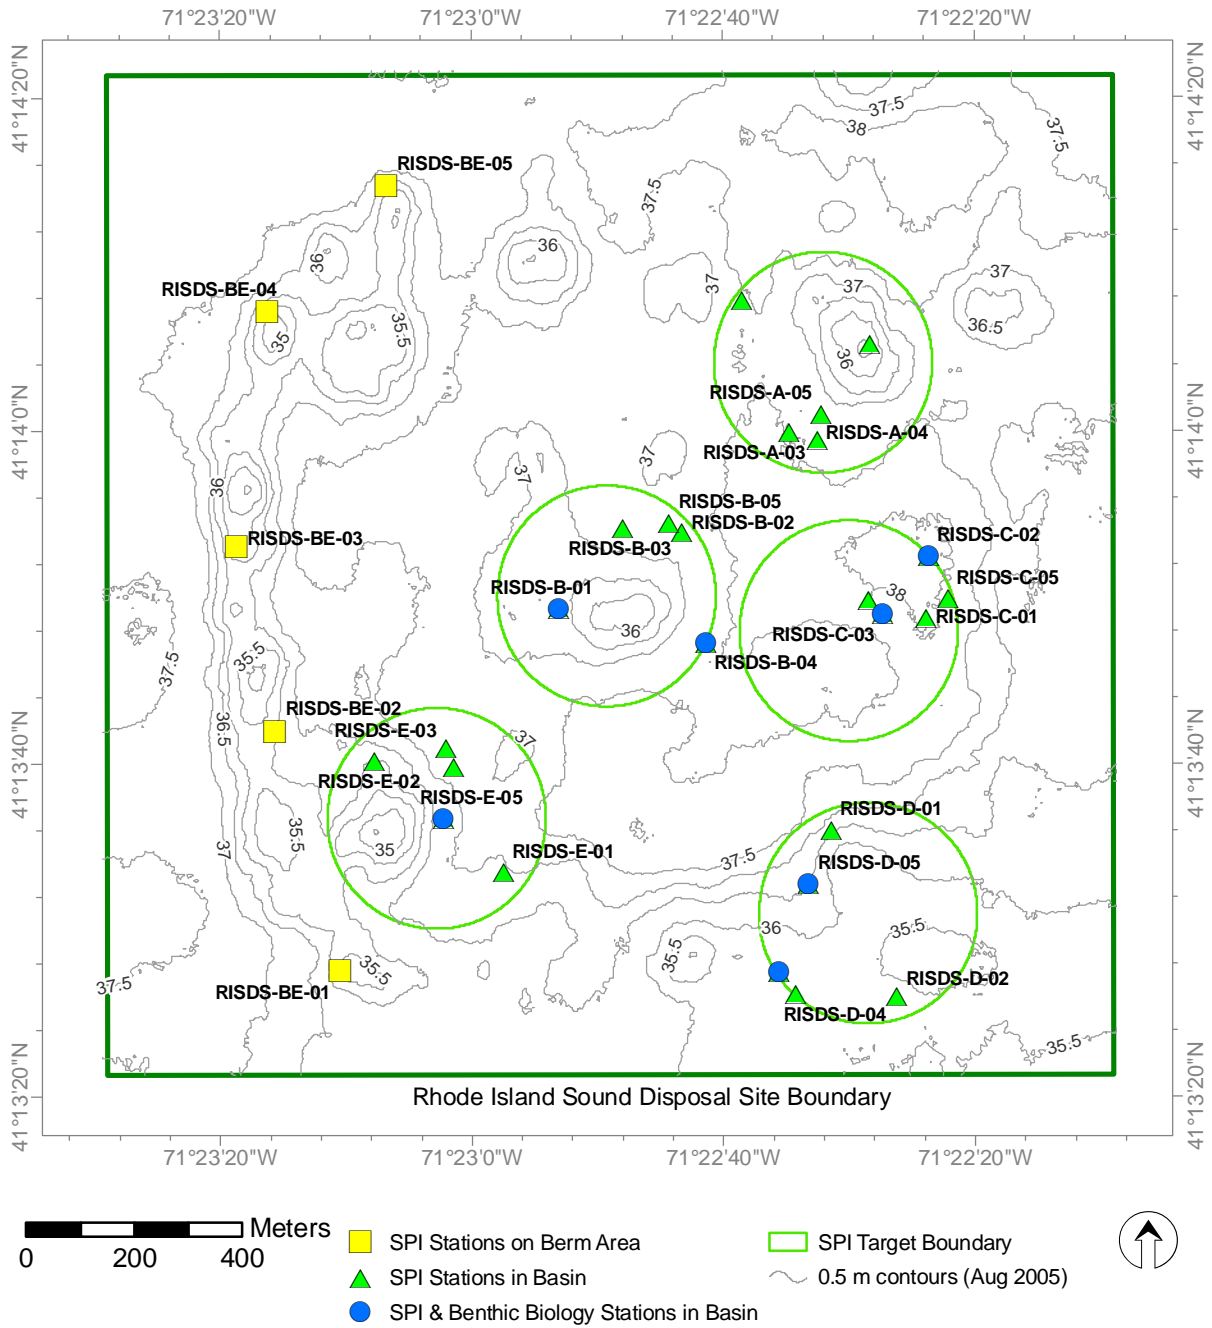 71°23'20"W 71°23'0"W 71°22'40"W 71°22'20"W
41°14'20"N
41°14'20"N
37.5
38
37.5
RISDS-BE-05
37.5
36
36
37
37
37
RISDS-BE-04
36.5
35.5
35
36
RISDS-A-05
RISDS-A-04
41°14'0"N
41°14'0"N
RISDS-A-03
37
37
36
RISDS-B-05
RISDS-B-02
RISDS-C-02
RISDS-BE-03
RISDS-B-03
RISDS-C-05
RISDS-B-01
38
RISDS-C-01
36
RISDS-C-03
35.5
37.5
RISDS-B-04
RISDS-BE-02
36.5
RISDS-E-03
37
41°13'40"N
41°13'40"N
RISDS-E-02
RISDS-E-05
RISDS-D-01
35.5
35
37
RISDS-E-01
37.5
RISDS-D-05
36
35.5
35.5
35.5
RISDS-D-02
37.5
RISDS-BE-01
RISDS-D-04
35.5
41°13'20"N
41°13'20"N
Rhode Island Sound Disposal Site Boundary
71°23'20"W 71°23'0"W 71°22'40"W 71°22'20"W
Meters
0 200 400
SPI Stations on Berm Area
SPI Stations in Basin
SPI & Benthic Biology Stations in Basin
SPI Target Boundary
0.5 m contours (Aug 2005)